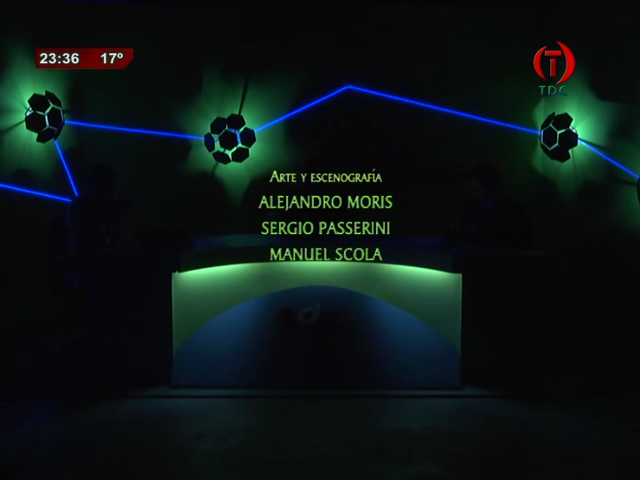 23:36 17º
T
TDC
Arte y escenografía
ALEJANDRO MORIS
SERGIO PASSERINI
MANUEL SCOLA